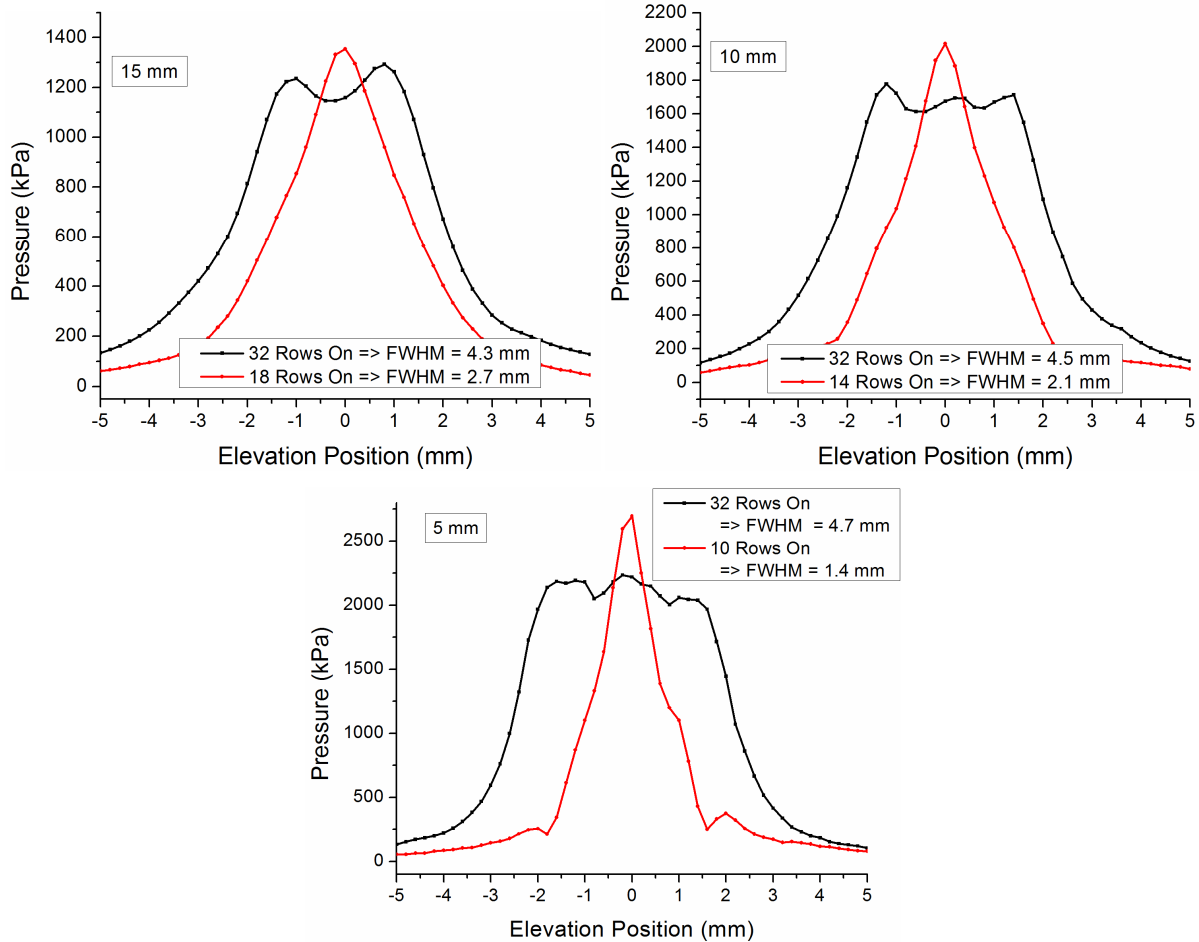 15 mm
1400
1200
1000
800
600
400
200
0
Pressure (kPa)
32 Rows On => FWHM = 4.3 mm
18 Rows On => FWHM = 2.7 mm
-5 -4 -3 -2 -1 0 1 2 3 4 5
Elevation Position (mm)
10 mm
2200
2000
1800
1600
1400
1200
1000
800
600
400
200
0
Pressure (kPa)
32 Rows On => FWHM = 4.5 mm
14 Rows On => FWHM = 2.1 mm
-5 -4 -3 -2 -1 0 1 2 3 4 5
Elevation Position (mm)
5 mm
32 Rows On
=> FWHM = 4.7 mm
10 Rows On
=> FWHM = 1.4 mm
2500
2000
1500
1000
500
0
Pressure (kPa)
-5 -4 -3 -2 -1 0 1 2 3 4 5
Elevation Position (mm)